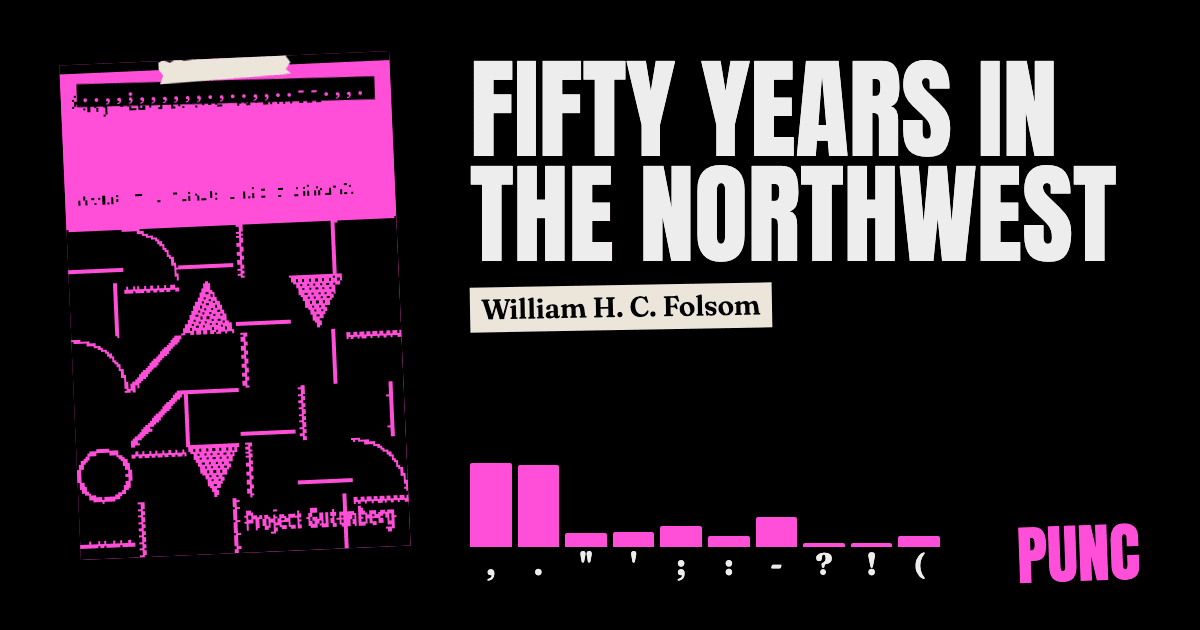 FIFTY YEARS IN
THE NORTHWEST
William H. C. Folsom
Project Gutenberg
, . " ' ; : - ? ! (
PUNC